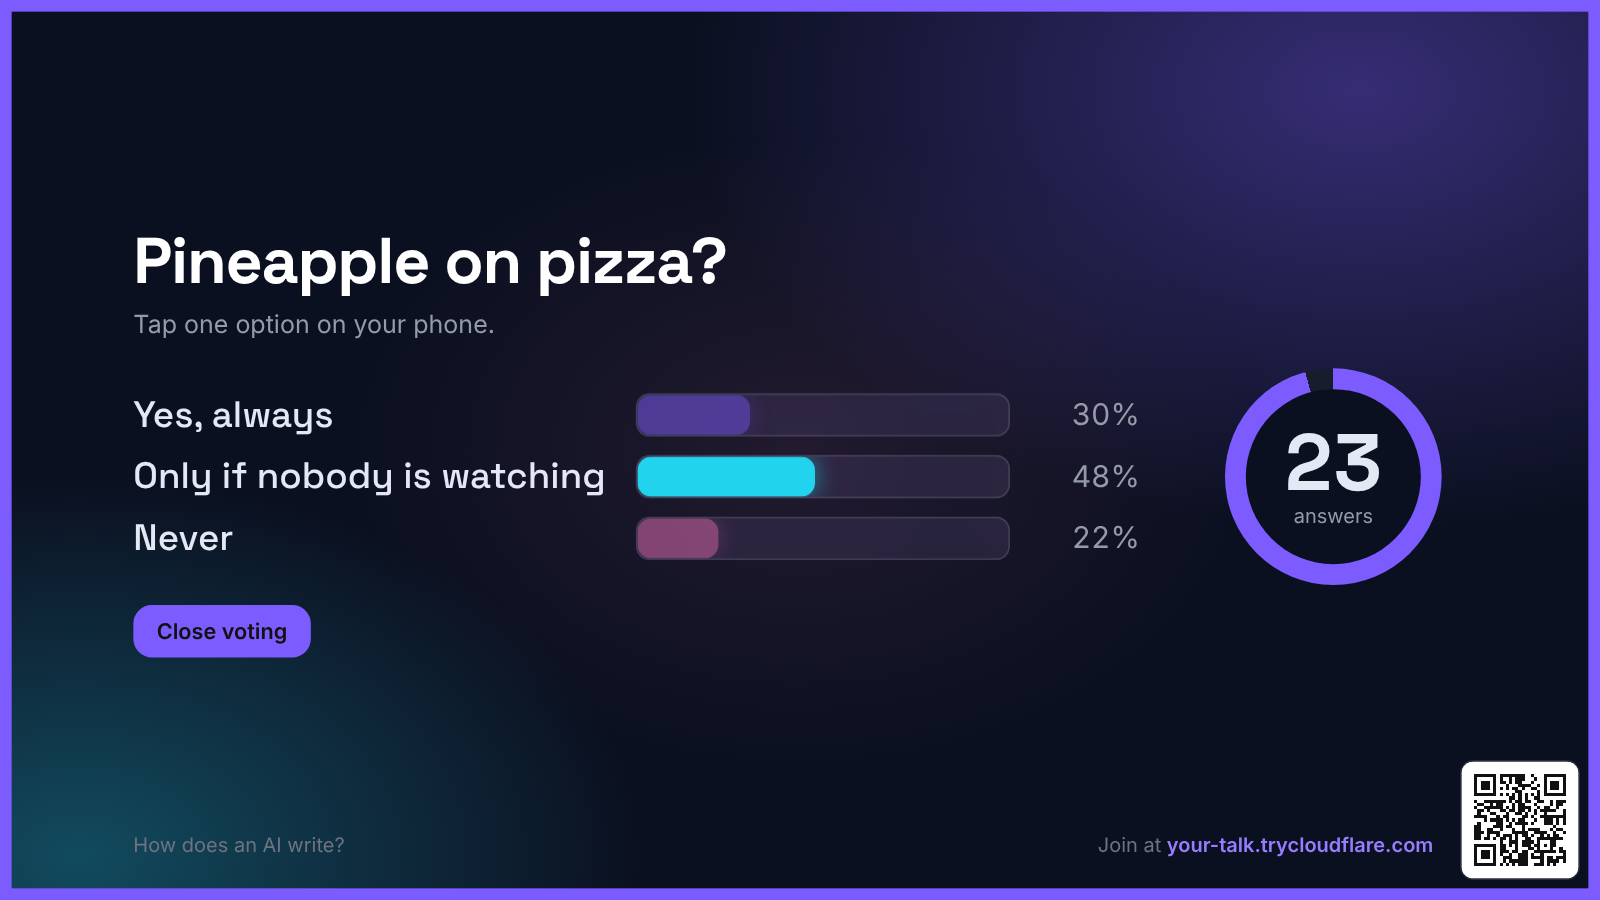 Pineapple on pizza?
Tap one option on your phone.
Yes, always 30%
Only if nobody is watching 48%
Never 22%
23
answers
Close voting
How does an AI write?
Join at your-talk.trycloudflare.com